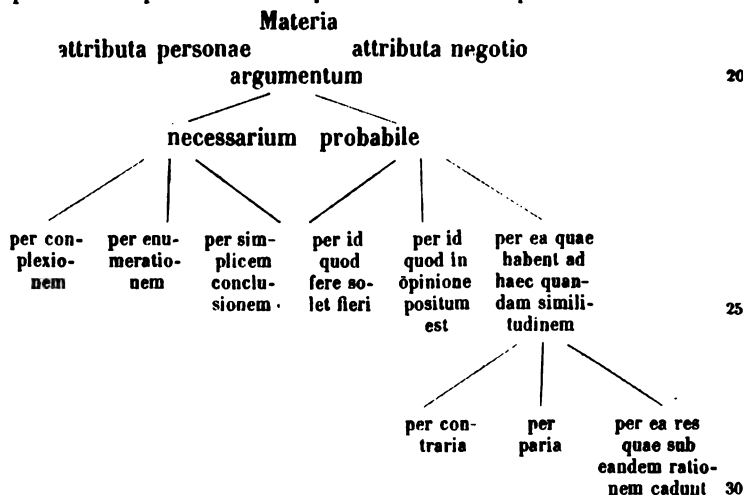 Materia
attributa personae attributa negotio
argumentum 20
necessarium probabile
per con-
plexio-
nem
per enu-
meratio-
nem
per sim-
plicem
conclu-
sionem
per id
quod
fere so-
let fieri
per id
quod in
opinione
positum
est
per ea quae
habent ad
haec quan-
dam simili-
tudinem
25
per con-
traria
per
paria
per ea res
quae sub
eandem ratio-
nem cadunt 30